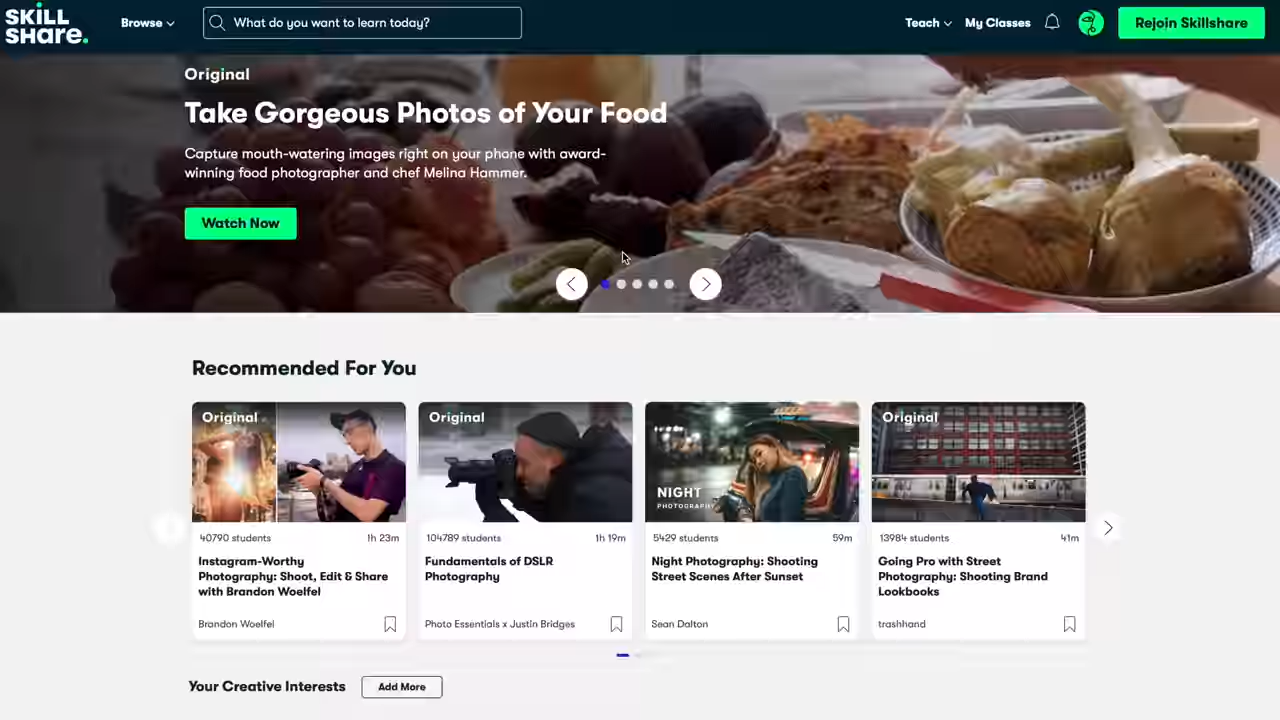 SKILL
SHARE.
Browse
What do you want to learn today?
Teach
My Classes
Rejoin Skillshare
Original
Take Gorgeous Photos of Your Food
Capture mouth-watering images right on your phone with award-
winning food photographer and chef Melina Hammer.
Watch Now
Recommended For You
Original
40790 students
1h 23m
Instagram-Worthy
Photography: Shoot, Edit & Share
with Brandon Woelfel
Brandon Woelfel
Original
104789 students
1h 19m
Fundamentals of DSLR
Photography
Photo Essentials x Justin Bridges
NIGHT
PHOTOGRAPHY
5429 students
59m
Night Photography: Shooting
Street Scenes After Sunset
Sean Dalton
Original
13984 students
41m
Going Pro with Street
Photography: Shooting Brand
Lookbooks
trashhand
Your Creative Interests
Add More